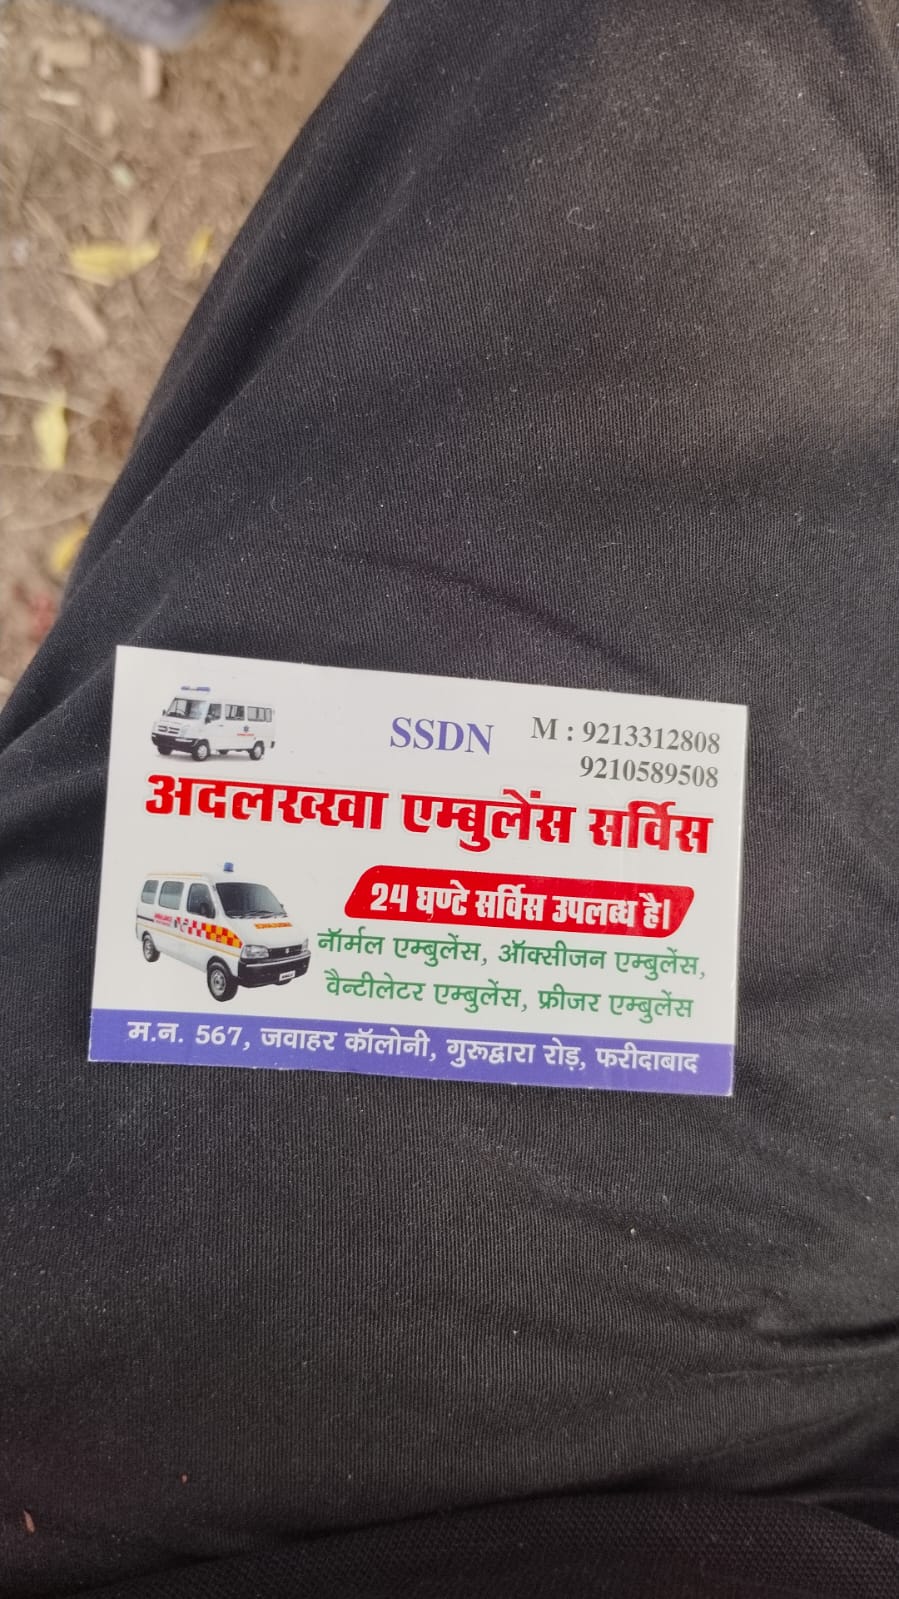 SSDN
M : 9213312808
9210589508
अदलख्खा एम्बुलेंस सर्विस
24 घण्टे सर्विस उपलब्ध है।
नॉर्मल एम्बुलेंस, ऑक्सीजन एम्बुलेंस,
वैन्टीलेटर एम्बुलेंस, फ्रीजर एम्बुलेंस
म.न. 567, जवाहर कॉलोनी, गुरूद्वारा रोड़, फरीदाबाद